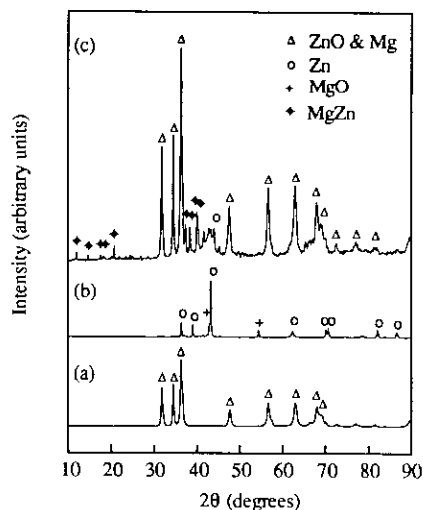 (c)
Δ ZnO & Mg
o Zn
+ MgO
✦ MgZn
(b)
(a)
Intensity (arbitrary units)
10 20 30 40 50 60 70 80 90
2θ (degrees)